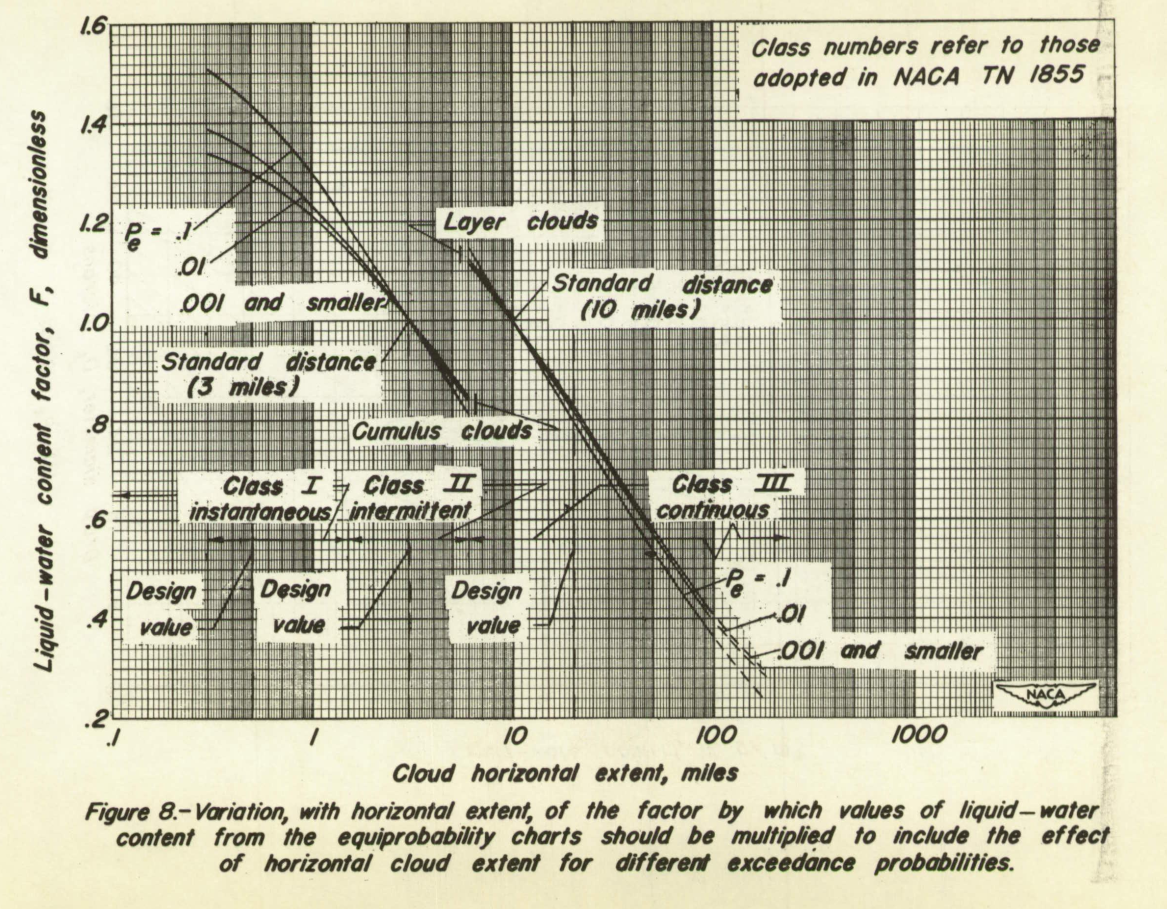 Class numbers refer to those
adopted in NACA TN 1855
Liquid-water content factor, F, dimensionless
1.6
1.4
1.2
1.0
.8
.6
.4
.2
Layer clouds
Pe = .1
.01
.001 and smaller
Standard distance
(10 miles)
Standard distance
(3 miles)
Cumulus clouds
Class I
instantaneous
Class II
intermittent
Class III
continuous
Design
value
Design
value
Design
value
Pe = .1
.01
.001 and smaller
NACA
.1
1
10
100
1000
Cloud horizontal extent, miles
Figure 8.-Variation, with horizontal extent, of the factor by which values of liquid-water
content from the equiprobability charts should be multiplied to include the effect
of horizontal cloud extent for different exceedance probabilities.